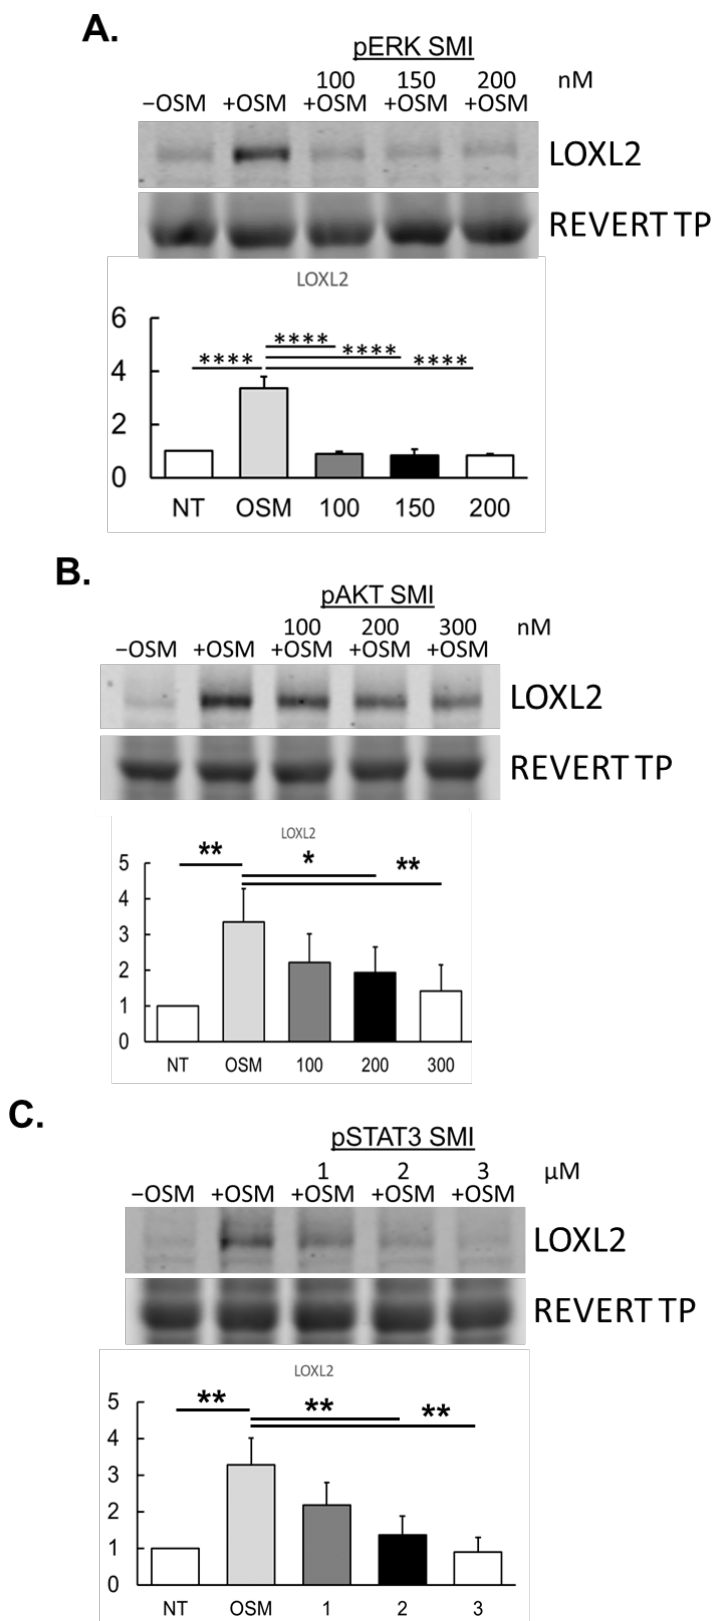 A.
pERK SMI
100 150 200 nM
−OSM +OSM +OSM +OSM +OSM
LOXL2
REVERT TP
LOXL2
6
**** **** **** ****
4
2
0
NT OSM 100 150 200
B.
pAKT SMI
100 200 300 nM
−OSM +OSM +OSM +OSM +OSM
LOXL2
REVERT TP
LOXL2
5
** * **
4
3
2
1
0
NT OSM 100 200 300
C.
pSTAT3 SMI
1 2 3 μM
−OSM +OSM +OSM +OSM +OSM
LOXL2
REVERT TP
LOXL2
5
** ** **
4
3
2
1
0
NT OSM 1 2 3